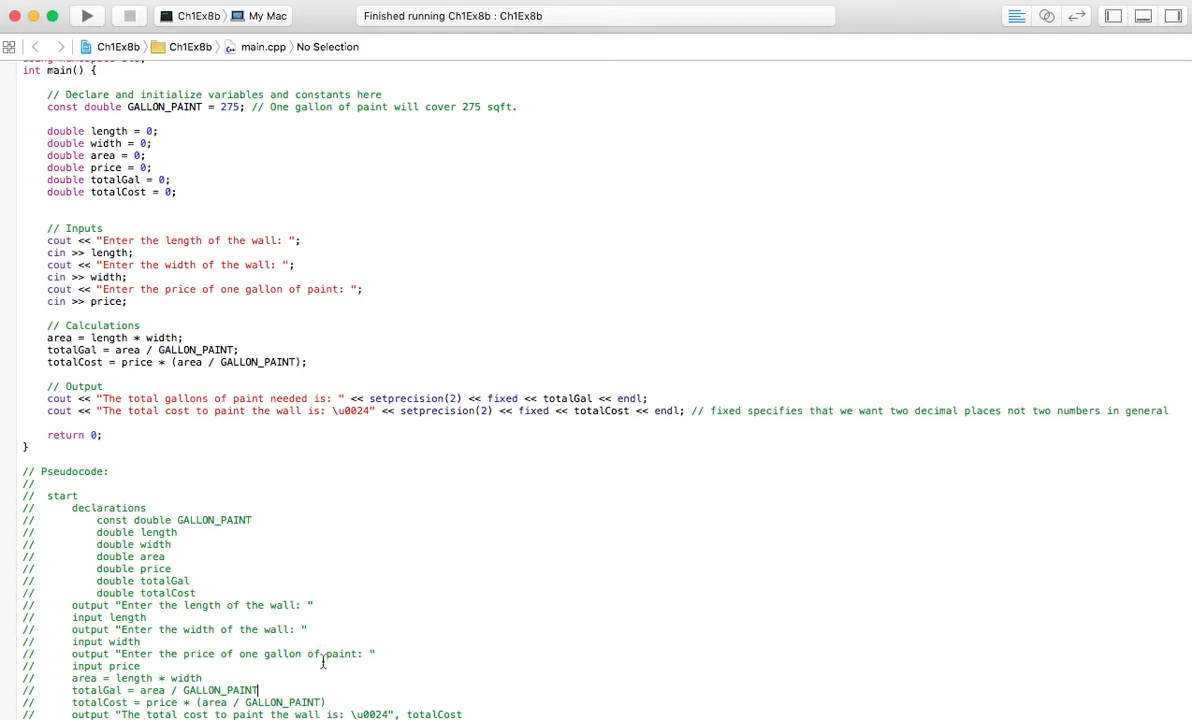 Ch1Ex8b 〉 My Mac
Finished running Ch1Ex8b : Ch1Ex8b
Ch1Ex8b 〉 Ch1Ex8b 〉 main.cpp 〉 No Selection
int main() {
// Declare and initialize variables and constants here
const double GALLON_PAINT = 275; // One gallon of paint will cover 275 sqft.
double length = 0;
double width = 0;
double area = 0;
double price = 0;
double totalGal = 0;
double totalCost = 0;
// Inputs
cout << "Enter the length of the wall: ";
cin >> length;
cout << "Enter the width of the wall: ";
cin >> width;
cout << "Enter the price of one gallon of paint: ";
cin >> price;
// Calculations
area = length * width;
totalGal = area / GALLON_PAINT;
totalCost = price * (area / GALLON_PAINT);
// Output
cout << "The total gallons of paint needed is: " << setprecision(2) << fixed << totalGal << endl;
cout << "The total cost to paint the wall is: \u0024" << setprecision(2) << fixed << totalCost << endl; // fixed specifies that we want two decimal places not two numbers in general
return 0;
}
// Pseudocode:
//
// start
// declarations
// const double GALLON_PAINT
// double length
// double width
// double area
// double price
// double totalGal
// double totalCost
// output "Enter the length of the wall: "
// input length
// output "Enter the width of the wall: "
// input width
// output "Enter the price of one gallon of paint: "
// input price
// area = length * width
// totalGal = area / GALLON_PAINT
// totalCost = price * (area / GALLON_PAINT)
// output "The total cost to paint the wall is: \u0024", totalCost